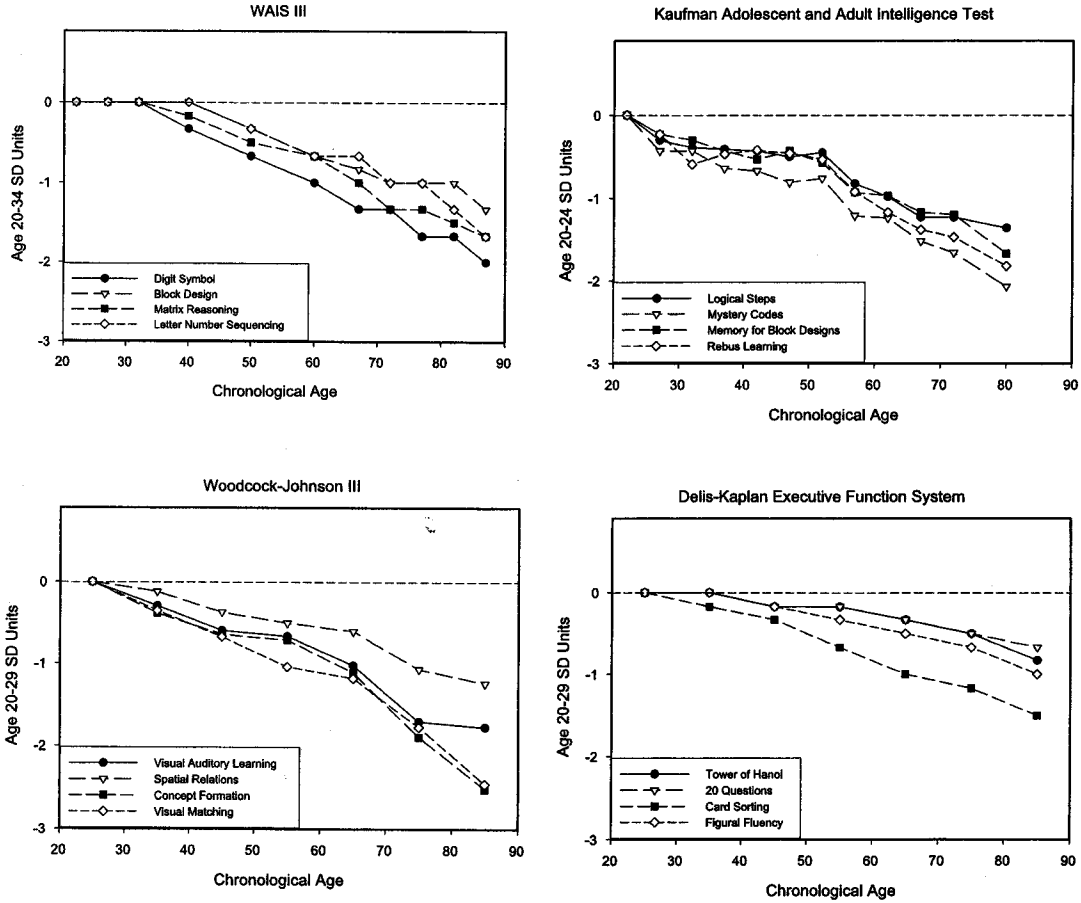 WAIS III
Age 20-34 SD Units
0
-1
-2
-3
Digit Symbol
Block Design
Matrix Reasoning
Letter Number Sequencing
20 30 40 50 60 70 80 90
Chronological Age
Kaufman Adolescent and Adult Intelligence Test
Age 20-24 SD Units
0
-1
-2
-3
Logical Steps
Mystery Codes
Memory for Block Designs
Rebus Learning
20 30 40 50 60 70 80 90
Chronological Age
Woodcock-Johnson III
Age 20-29 SD Units
0
-1
-2
-3
Visual Auditory Learning
Spatial Relations
Concept Formation
Visual Matching
20 30 40 50 60 70 80 90
Chronological Age
Delis-Kaplan Executive Function System
Age 20-29 SD Units
0
-1
-2
-3
Tower of Hanoi
20 Questions
Card Sorting
Figural Fluency
20 30 40 50 60 70 80 90
Chronological Age